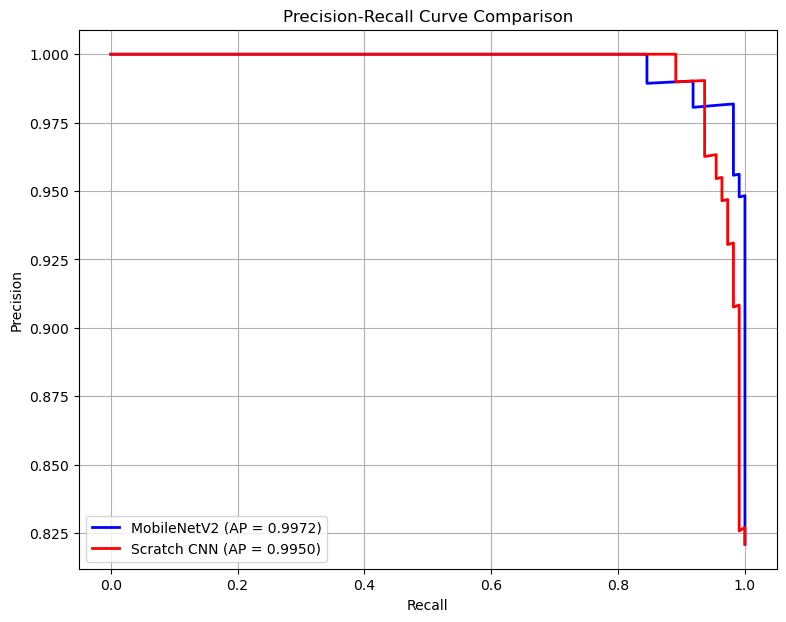 Precision-Recall Curve Comparison
1.000
0.975
0.950
0.925
0.900
0.875
0.850
0.825
Precision
MobileNetV2 (AP = 0.9972)
Scratch CNN (AP = 0.9950)
0.0 0.2 0.4 0.6 0.8 1.0
Recall